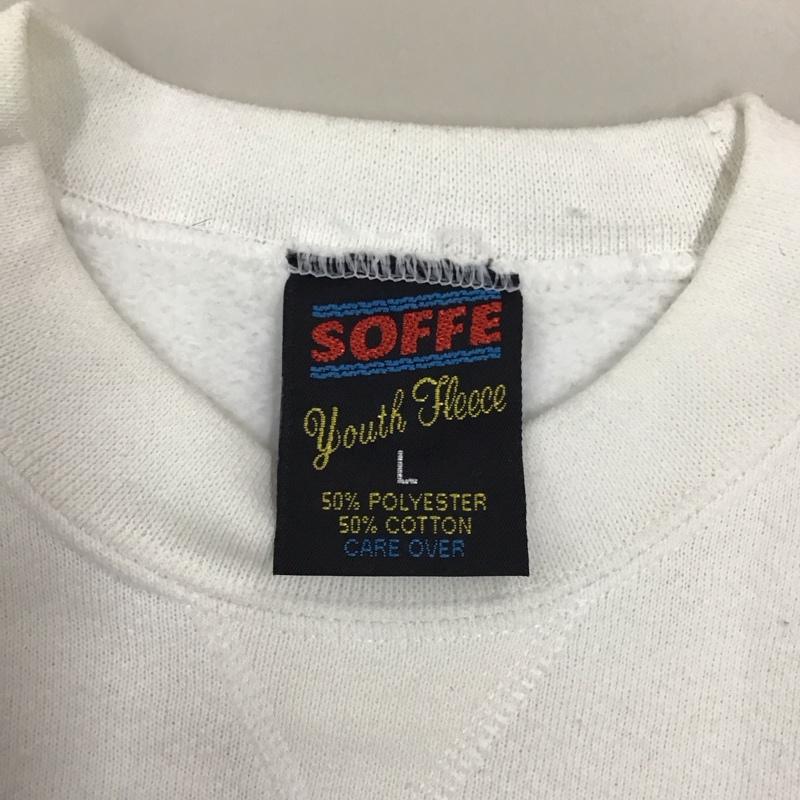 SOFFE
Youth Fleece
L
50% POLYESTER
50% COTTON
CARE OVER